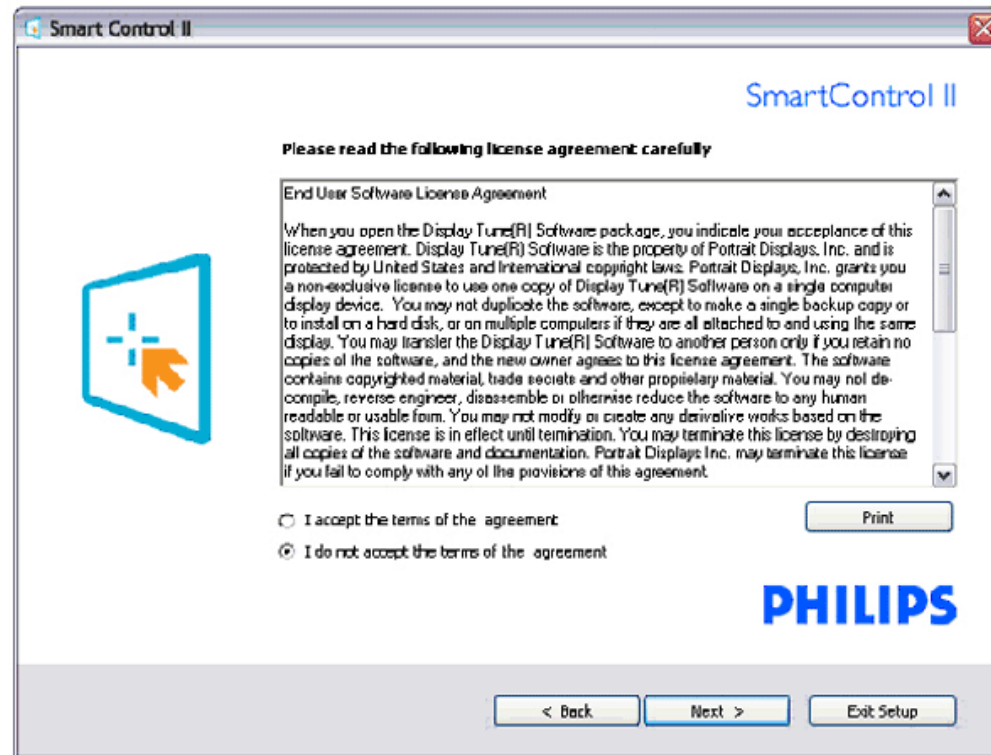 Smart Control II
SmartControl II
Please read the following license agreement carefully
End User Software License Agreement
When you open the Display Tune(R) Software package, you indicate your acceptance of this
license agreement. Display Tune(R) Software is the property of Portrait Displays, Inc. and is
protected by United States and International copyright laws. Portrait Displays, Inc. grants you
a non-exclusive license to use one copy of Display Tune(R) Software on a single computer
display device. You may not duplicate the software, except to make a single backup copy or
to install on a hard disk, or on multiple computers if they are all attached to and using the same
display. You may transfer the Display Tune(R) Software to another person only if you retain no
copies of the software, and the new owner agrees to this license agreement. The software
contains copyrighted material, trade secrets and other proprietary material. You may not de-
compile, reverse engineer, disassemble or otherwise reduce the software to any human
readable or usable form. You may not modify or create any derivative works based on the
software. This license is in effect until termination. You may terminate this license by destroying
all copies of the software and documentation. Portrait Displays Inc. may terminate this license
if you fail to comply with any of the provisions of this agreement.
I accept the terms of the agreement
Print
I do not accept the terms of the agreement
PHILIPS
< Back
Next >
Exit Setup